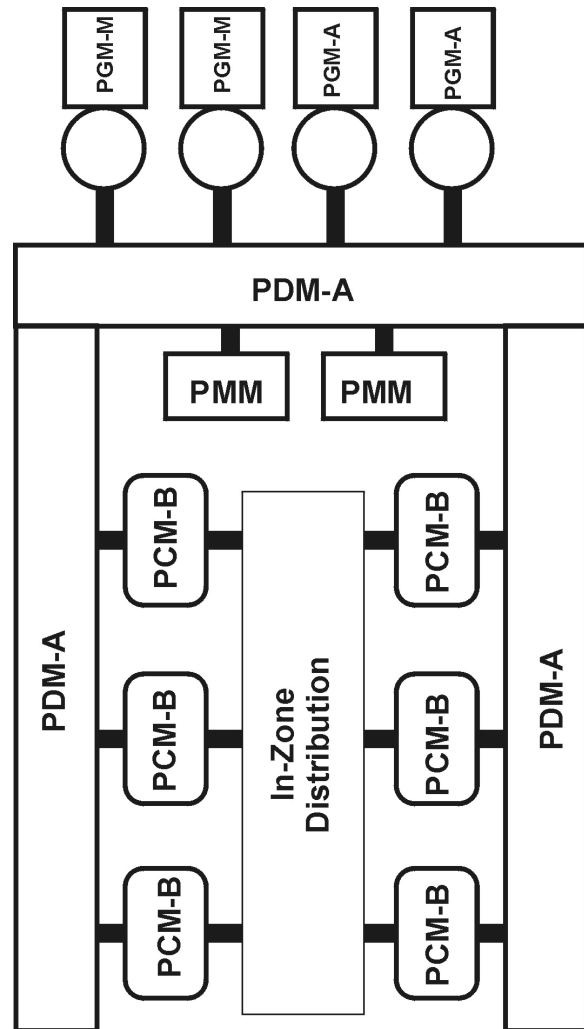 PGM-M
PGM-M
PGM-A
PGM-A
PDM-A
PMM
PMM
PCM-B
PCM-B
PDM-A
In-Zone
Distribution
PDM-A
PCM-B
PCM-B
PCM-B
PCM-B